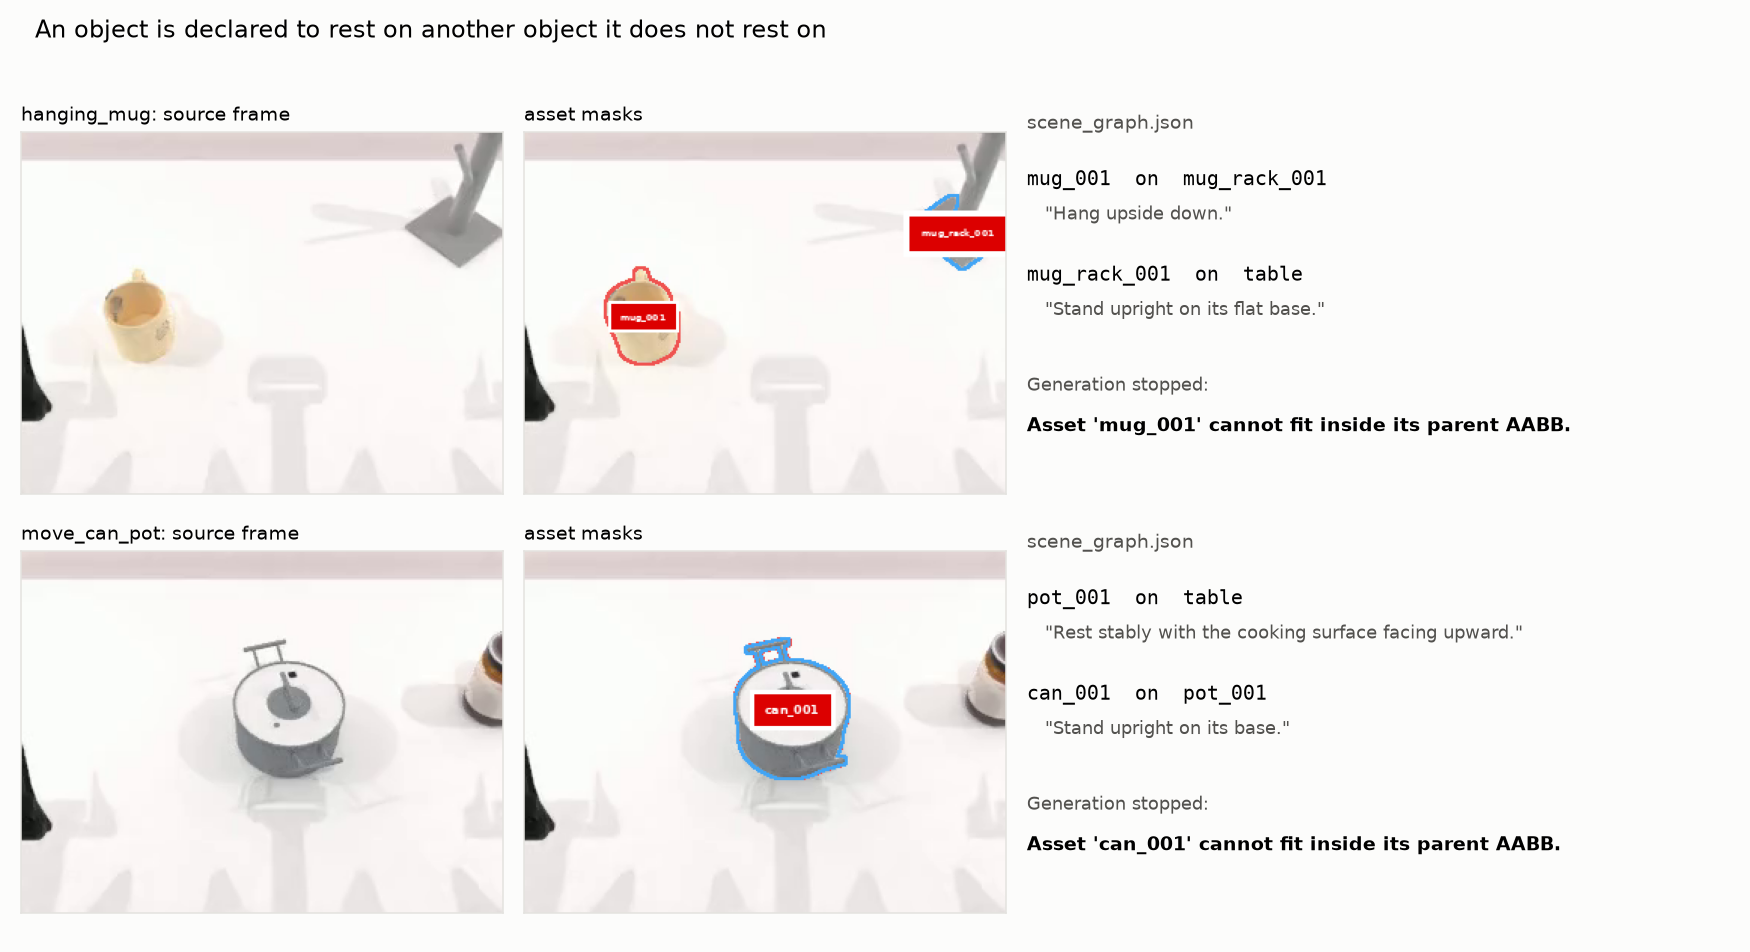 An object is declared to rest on another object it does not rest on
hanging_mug: source frame
asset masks
scene_graph.json
mug_001 on mug_rack_001
"Hang upside down."
mug_rack_001 on table
"Stand upright on its flat base."
Generation stopped:
Asset 'mug_001' cannot fit inside its parent AABB.
mug_rack_001
mug_001
move_can_pot: source frame
asset masks
scene_graph.json
pot_001 on table
"Rest stably with the cooking surface facing upward."
can_001 on pot_001
"Stand upright on its base."
Generation stopped:
Asset 'can_001' cannot fit inside its parent AABB.
can_001